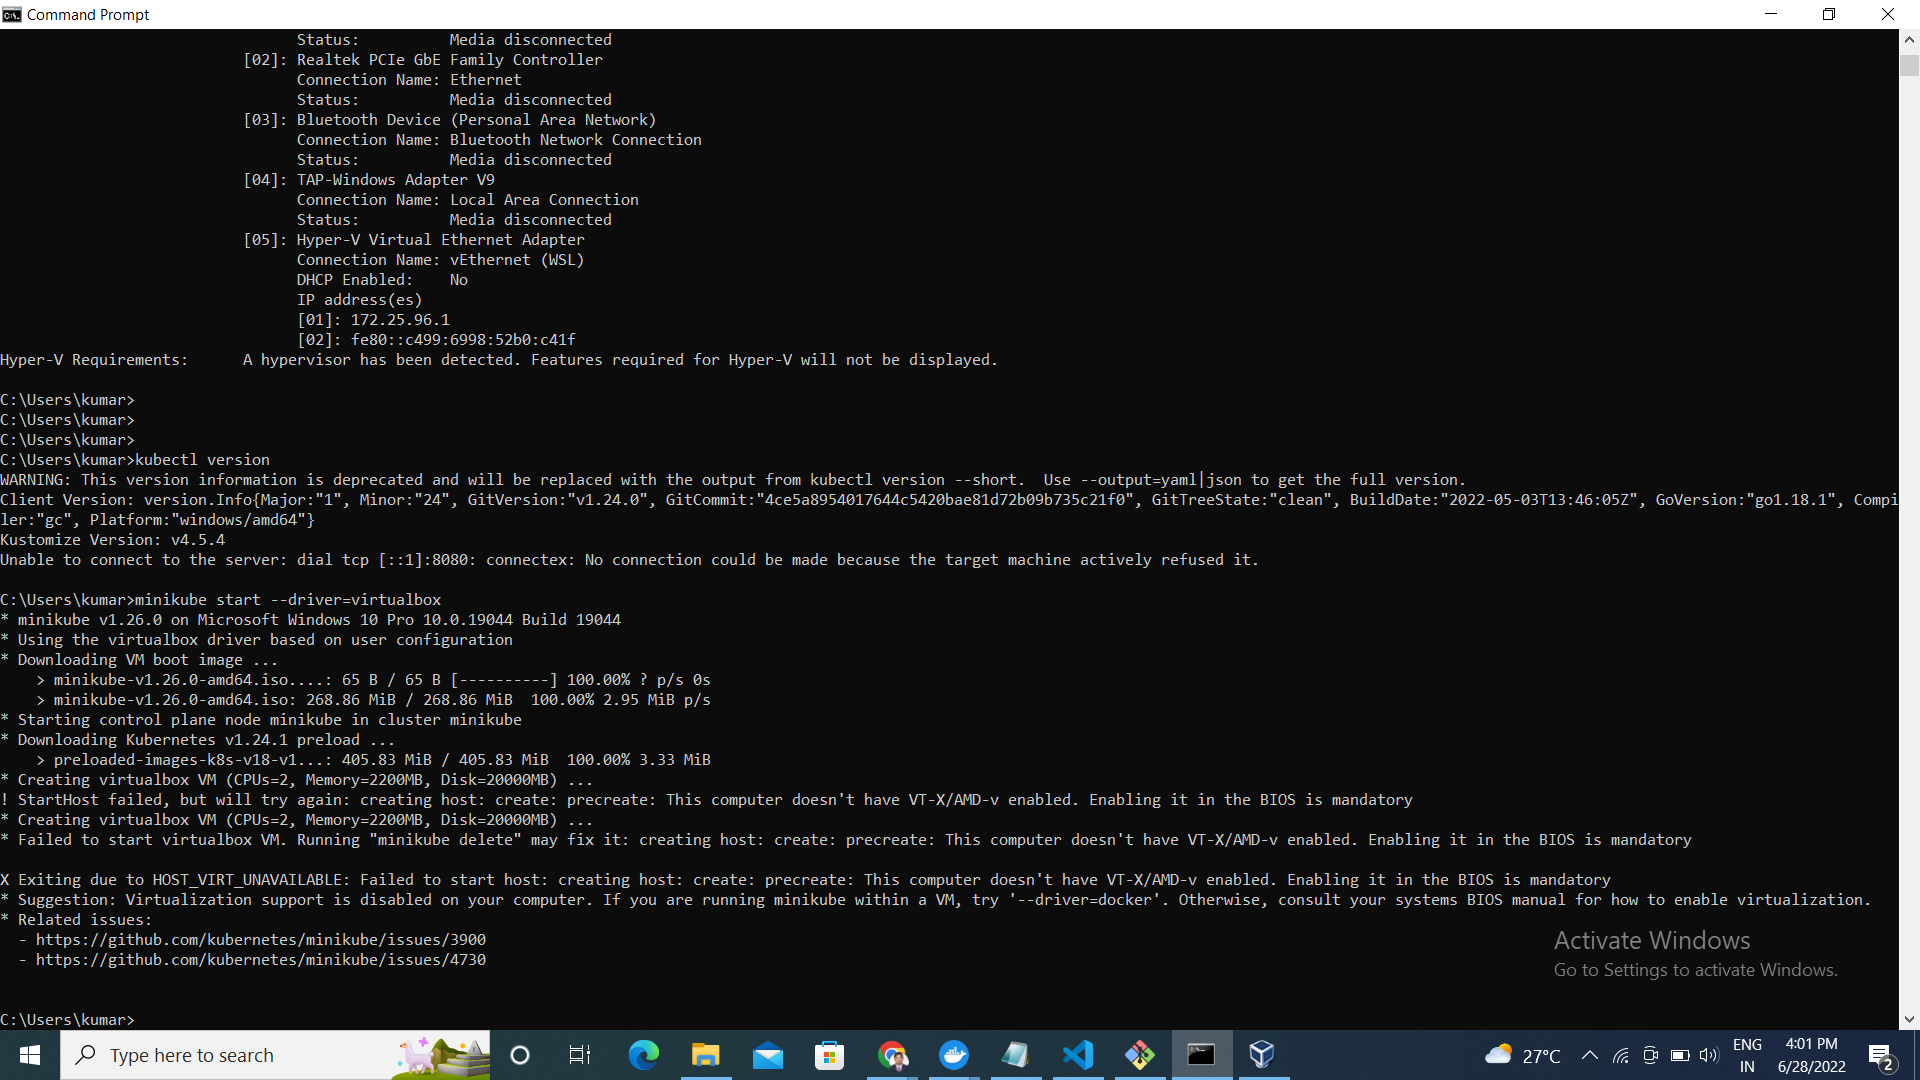 Command Prompt
Status: Media disconnected
[02]: Realtek PCIe GbE Family Controller
Connection Name: Ethernet
Status: Media disconnected
[03]: Bluetooth Device (Personal Area Network)
Connection Name: Bluetooth Network Connection
Status: Media disconnected
[04]: TAP-Windows Adapter V9
Connection Name: Local Area Connection
Status: Media disconnected
[05]: Hyper-V Virtual Ethernet Adapter
Connection Name: vEthernet (WSL)
DHCP Enabled: No
IP address(es)
[01]: 172.25.96.1
[02]: fe80::c499:6998:52b0:c41f
Hyper-V Requirements: A hypervisor has been detected. Features required for Hyper-V will not be displayed.
C:\Users\kumar>
C:\Users\kumar>
C:\Users\kumar>
C:\Users\kumar>kubectl version
WARNING: This version information is deprecated and will be replaced with the output from kubectl version --short.  Use --output=yaml|json to get the full version.
Client Version: version.Info{Major:"1", Minor:"24", GitVersion:"v1.24.0", GitCommit:"4ce5a8954017644c5420bae81d72b09b735c21f0", GitTreeState:"clean", BuildDate:"2022-05-03T13:46:05Z", GoVersion:"go1.18.1", Compi
ler:"gc", Platform:"windows/amd64"}
Kustomize Version: v4.5.4
Unable to connect to the server: dial tcp [::1]:8080: connectex: No connection could be made because the target machine actively refused it.
C:\Users\kumar>minikube start --driver=virtualbox
* minikube v1.26.0 on Microsoft Windows 10 Pro 10.0.19044 Build 19044
* Using the virtualbox driver based on user configuration
* Downloading VM boot image ...
> minikube-v1.26.0-amd64.iso....: 65 B / 65 B [----------] 100.00% ? p/s 0s
> minikube-v1.26.0-amd64.iso: 268.86 MiB / 268.86 MiB  100.00% 2.95 MiB p/s
* Starting control plane node minikube in cluster minikube
* Downloading Kubernetes v1.24.1 preload ...
> preloaded-images-k8s-v18-v1...: 405.83 MiB / 405.83 MiB  100.00% 3.33 MiB
* Creating virtualbox VM (CPUs=2, Memory=2200MB, Disk=20000MB) ...
! StartHost failed, but will try again: creating host: create: precreate: This computer doesn't have VT-X/AMD-v enabled. Enabling it in the BIOS is mandatory
* Creating virtualbox VM (CPUs=2, Memory=2200MB, Disk=20000MB) ...
* Failed to start virtualbox VM. Running "minikube delete" may fix it: creating host: create: precreate: This computer doesn't have VT-X/AMD-v enabled. Enabling it in the BIOS is mandatory
X Exiting due to HOST_VIRT_UNAVAILABLE: Failed to start host: creating host: create: precreate: This computer doesn't have VT-X/AMD-v enabled. Enabling it in the BIOS is mandatory
* Suggestion: Virtualization support is disabled on your computer. If you are running minikube within a VM, try '--driver=docker'. Otherwise, consult your systems BIOS manual for how to enable virtualization.
* Related issues:
- https://github.com/kubernetes/minikube/issues/3900
- https://github.com/kubernetes/minikube/issues/4730
Activate Windows
Go to Settings to activate Windows.
C:\Users\kumar>
Type here to search
27°C
ENG
IN
4:01 PM
6/28/2022
2